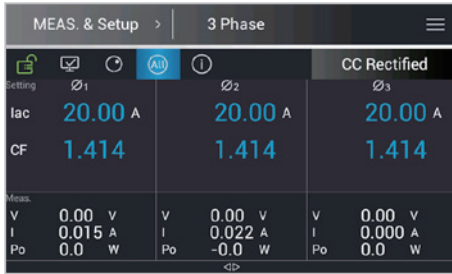 MEAS. & Setup > 3 Phase
All i CC Rectified
Setting Ø1 Ø2 Ø3
Iac 20.00 A 20.00 A 20.00 A
CF 1.414 1.414 1.414
Meas.
V 0.00 V V 0.00 V V 0.00 V
I 0.015 A I 0.022 A I 0.000 A
Po 0.0 W Po -0.0 W Po 0.0 W